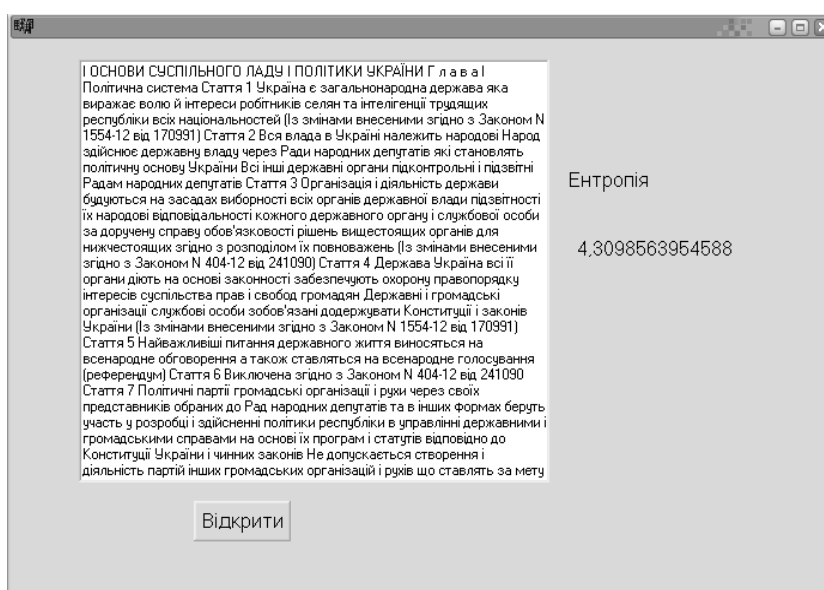 І ОСНОВИ СУСПІЛЬНОГО ЛАДУ І ПОЛІТИКИ УКРАЇНИ Г л а в а І
Політична система Стаття 1 Україна є загальнонародна держава яка
виражає волю й інтереси робітників селян та інтелігенції трудящих
республіки всіх національностей (Із змінами внесеними згідно з Законом N
1554-12 від 170991) Стаття 2 Вся влада в Україні належить народові Народ
здійснює державну владу через Ради народних депутатів які становлять
політичну основу України Всі інші державні органи підконтрольні і підзвітні
Радам народних депутатів Стаття 3 Організація і діяльність держави
будуються на засадах виборності всіх органів державної влади підзвітності
їх народові відповідальності кожного державного органу і службової особи
за доручену справу обов'язковості рішень вищестоящих органів для
нижчестоящих згідно з розподілом їх повноважень (Із змінами внесеними
згідно з Законом N 404-12 від 241090) Стаття 4 Держава Україна всі її
органи діють на основі законності забезпечують охорону правопорядку
інтересів суспільства прав і свобод громадян Державні і громадські
організації службові особи зобов'язані додержувати Конституції і законів
України (Із змінами внесеними згідно з Законом N 1554-12 від 170991)
Стаття 5 Найважливіші питання державного життя виносяться на
всенародне обговорення а також ставляться на всенародне голосування
(референдум) Стаття 6 Виключена згідно з Законом N 404-12 від 241090
Стаття 7 Політичні партії громадські організації і рухи через своїх
представників обраних до Рад народних депутатів та в інших формах беруть
участь у розробці і здійсненні політики республіки в управлінні державними і
громадськими справами на основі їх програм і статутів відповідно до
Конституції України і чинних законів Не допускається створення і
діяльність партій інших громадських організацій і рухів що ставлять за мету
Ентропія
4,3098563954588
Відкрити